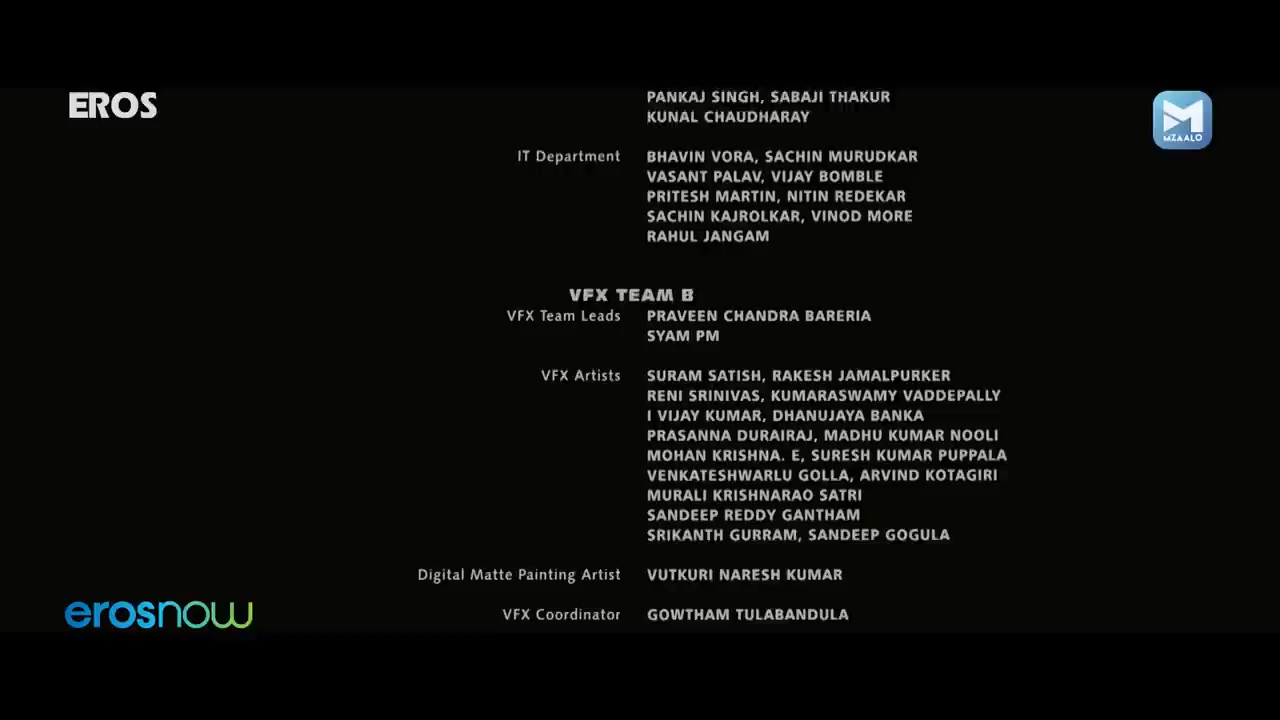 EROS
MZAALO
PANKAJ SINGH, SABAJI THAKUR
KUNAL CHAUDHARAY
IT Department BHAVIN VORA, SACHIN MURUDKAR
VASANT PALAV, VIJAY BOMBLE
PRITESH MARTIN, NITIN REDEKAR
SACHIN KAJROLKAR, VINOD MORE
RAHUL JANGAM
VFX TEAM B
VFX Team Leads PRAVEEN CHANDRA BARERIA
SYAM PM
VFX Artists SURAM SATISH, RAKESH JAMALPURKER
RENI SRINIVAS, KUMARASWAMY VADDEPALLY
I VIJAY KUMAR, DHANUJAYA BANKA
PRASANNA DURAIRAJ, MADHU KUMAR NOOLI
MOHAN KRISHNA. E, SURESH KUMAR PUPPALA
VENKATESHWARLU GOLLA, ARVIND KOTAGIRI
MURALI KRISHNARAO SATRI
SANDEEP REDDY GANTHAM
SRIKANTH GURRAM, SANDEEP GOGULA
Digital Matte Painting Artist VUTKURI NARESH KUMAR
VFX Coordinator GOWTHAM TULABANDULA
erosnow